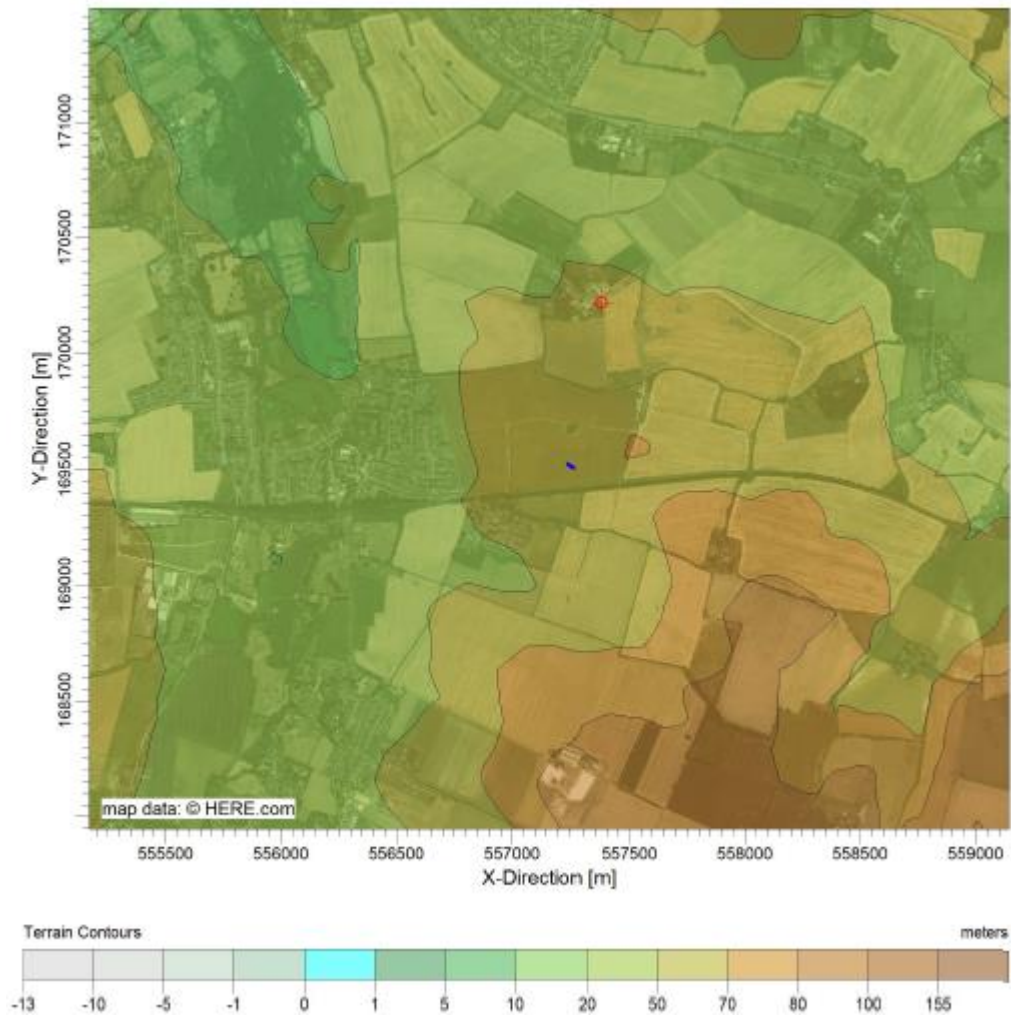 Y-Direction [m]
171000
170500
170000
169500
169000
168500
map data: © HERE.com
555500 556000 556500 557000 557500 558000 558500 559000
X-Direction [m]
Terrain Contours meters
-13 -10 -5 -1 0 1 5 10 20 50 70 80 100 155